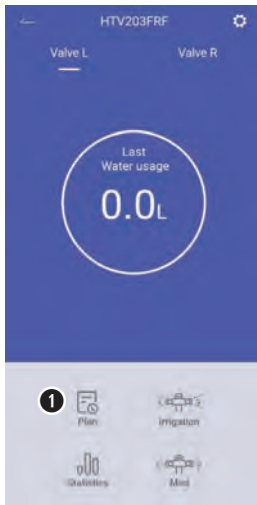 HTV203FRF
Valve L Valve R
Last
Water usage
0.0L
1
Plan Irrigation
Statistics Mist